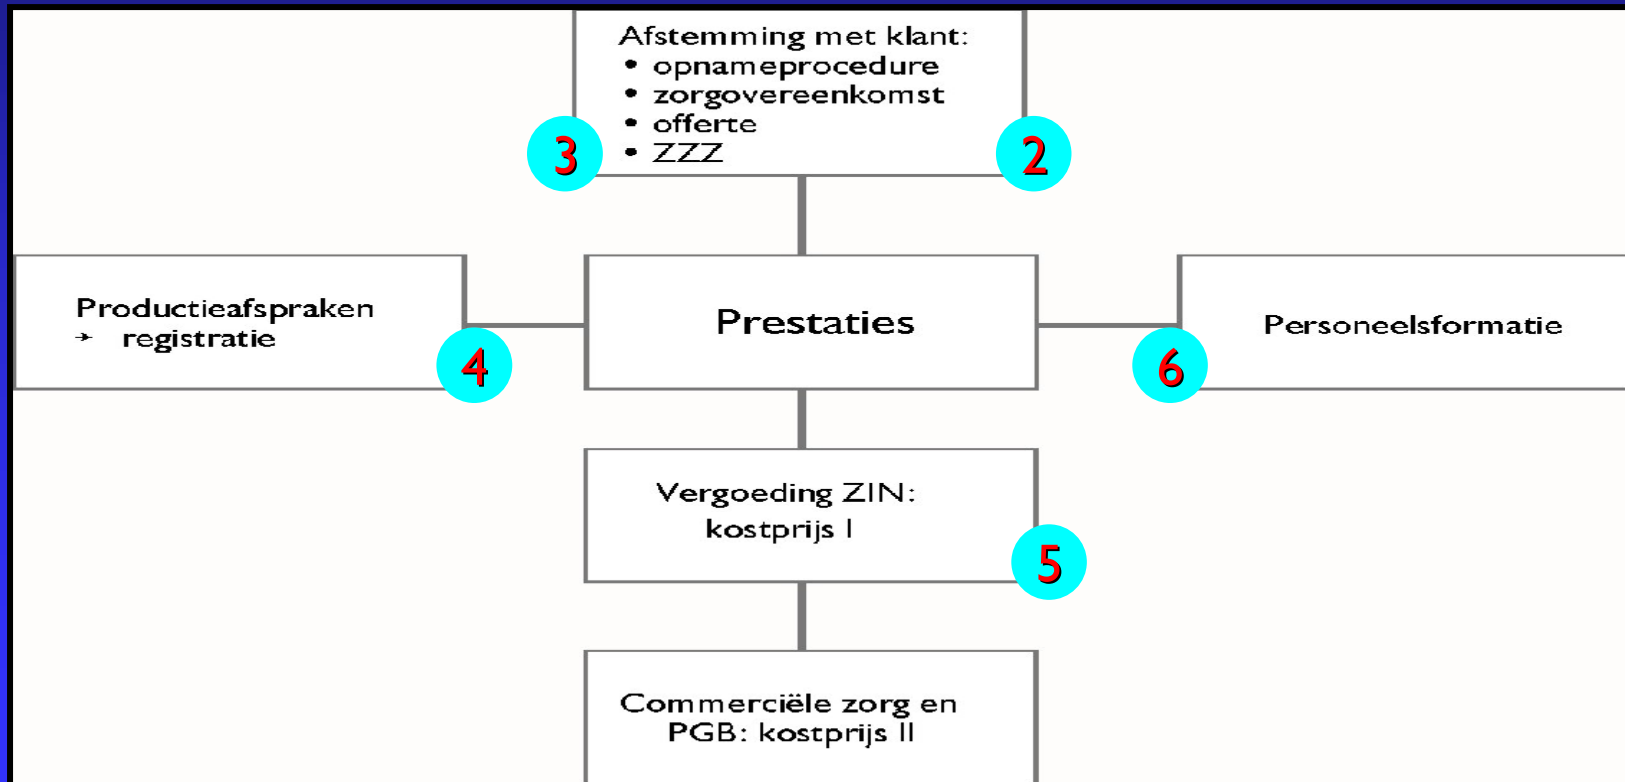 Afstemming met klant:
• opnameprocedure
• zorgovereenkomst
• offerte
• ZZZ
3
2
Productieafspraken
→ registratie
4
Prestaties
Personeelsformatie
6
Vergoeding ZIN:
kostprijs I
5
Commerciële zorg en
PGB: kostprijs II